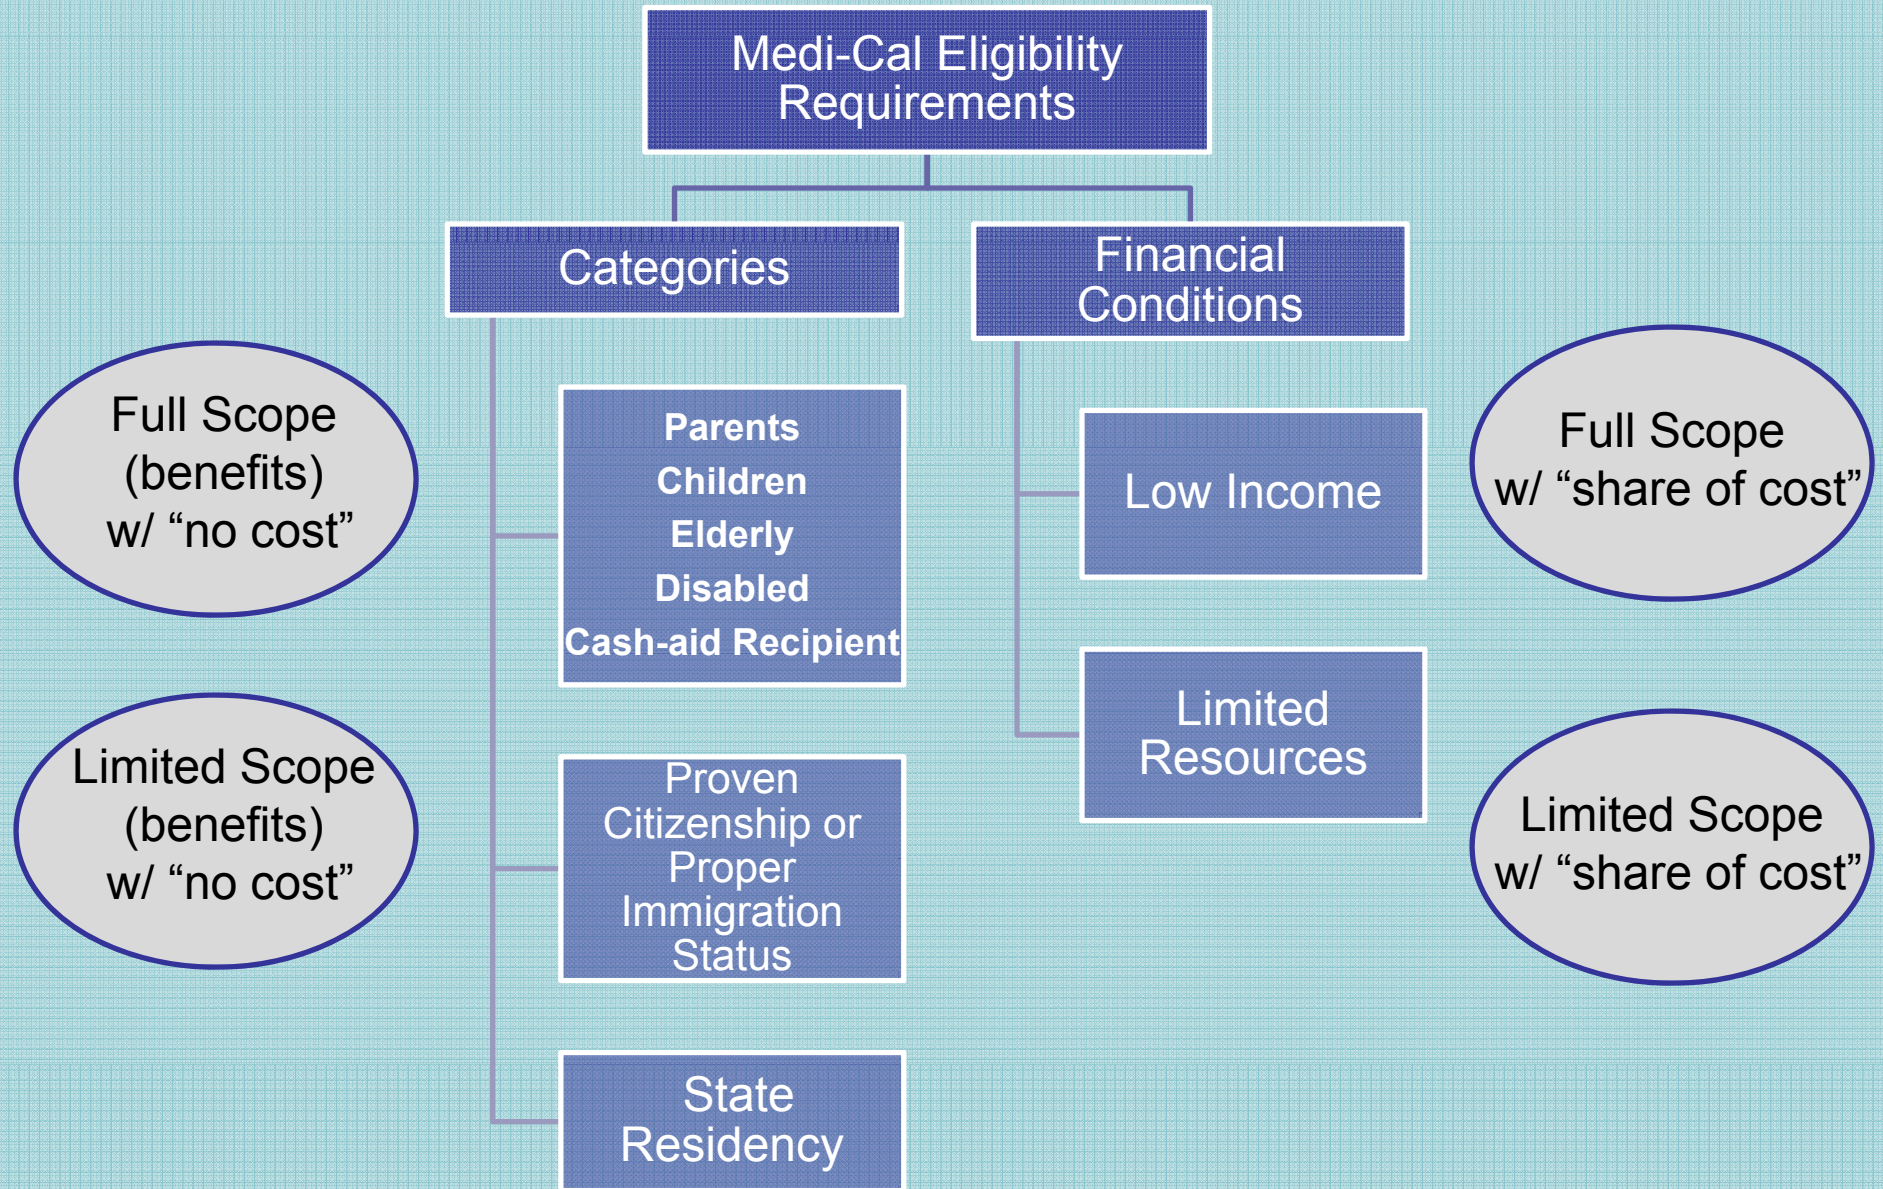 Medi-Cal Eligibility
Requirements
Categories
Financial
Conditions
Full Scope
(benefits)
w/ “no cost”
Limited Scope
(benefits)
w/ “no cost”
Parents
Children
Elderly
Disabled
Cash-aid Recipient
Proven
Citizenship or
Proper
Immigration
Status
State
Residency
Low Income
Limited
Resources
Full Scope
w/ “share of cost”
Limited Scope
w/ “share of cost”